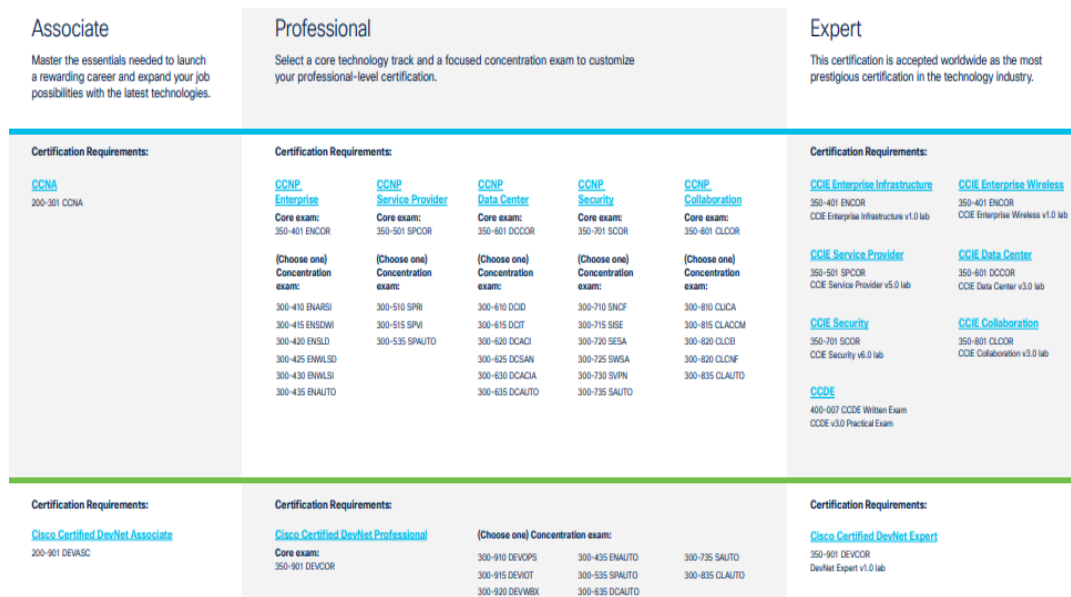 Associate
Master the essentials needed to launch
a rewarding career and expand your job
possibilities with the latest technologies.
Professional
Select a core technology track and a focused concentration exam to customize
your professional-level certification.
Expert
This certification is accepted worldwide as the most
prestigious certification in the technology industry.
Certification Requirements:
CCNA
200-301 CCNA
Certification Requirements:
CCNP
Enterprise
Core exam:
350-401 ENCOR
(Choose one)
Concentration
exam:
300-410 ENARSI
300-415 ENSDWI
300-420 ENSLD
300-425 ENWLSD
300-430 ENWLSI
300-435 ENAUTO
CCNP
Service Provider
Core exam:
350-501 SPCOR
(Choose one)
Concentration
exam:
300-510 SPRI
300-515 SPVI
300-535 SPAUTO
CCNP
Data Center
Core exam:
350-601 DCCOR
(Choose one)
Concentration
exam:
300-610 DCID
300-615 DCIT
300-620 DCACI
300-625 DCSAN
300-630 DCACIA
300-635 DCAUTO
CCNP
Security
Core exam:
350-701 SCOR
(Choose one)
Concentration
exam:
300-710 SNCF
300-715 SISE
300-720 SESA
300-725 SWSA
300-730 SVPN
300-735 SAUTO
CCNP
Collaboration
Core exam:
350-801 CLCOR
(Choose one)
Concentration
exam:
300-810 CLICA
300-815 CLACCM
300-820 CLCEI
300-820 CLCNF
300-835 CLAUTO
Certification Requirements:
CCIE Enterprise Infrastructure
350-401 ENCOR
CCIE Enterprise Infrastructure v1.0 lab
CCIE Enterprise Wireless
350-401 ENCOR
CCIE Enterprise Wireless v1.0 lab
CCIE Service Provider
350-501 SPCOR
CCIE Service Provider v5.0 lab
CCIE Data Center
350-601 DCCOR
CCIE Data Center v3.0 lab
CCIE Security
350-701 SCOR
CCIE Security v6.0 lab
CCIE Collaboration
350-801 CLCOR
CCIE Collaboration v3.0 lab
CCDE
400-007 CCDE Written Exam
CCDE v3.0 Practical Exam
Certification Requirements:
Cisco Certified DevNet Associate
200-901 DEVASC
Certification Requirements:
Cisco Certified DevNet Professional
Core exam:
350-901 DEVCOR
(Choose one) Concentration exam:
300-910 DEVOPS
300-915 DEVIOT
300-920 DEVWBX
300-435 ENAUTO
300-535 SPAUTO
300-635 DCAUTO
300-735 SAUTO
300-835 CLAUTO
Certification Requirements:
Cisco Certified DevNet Expert
350-901 DEVCOR
DevNet Expert v1.0 lab